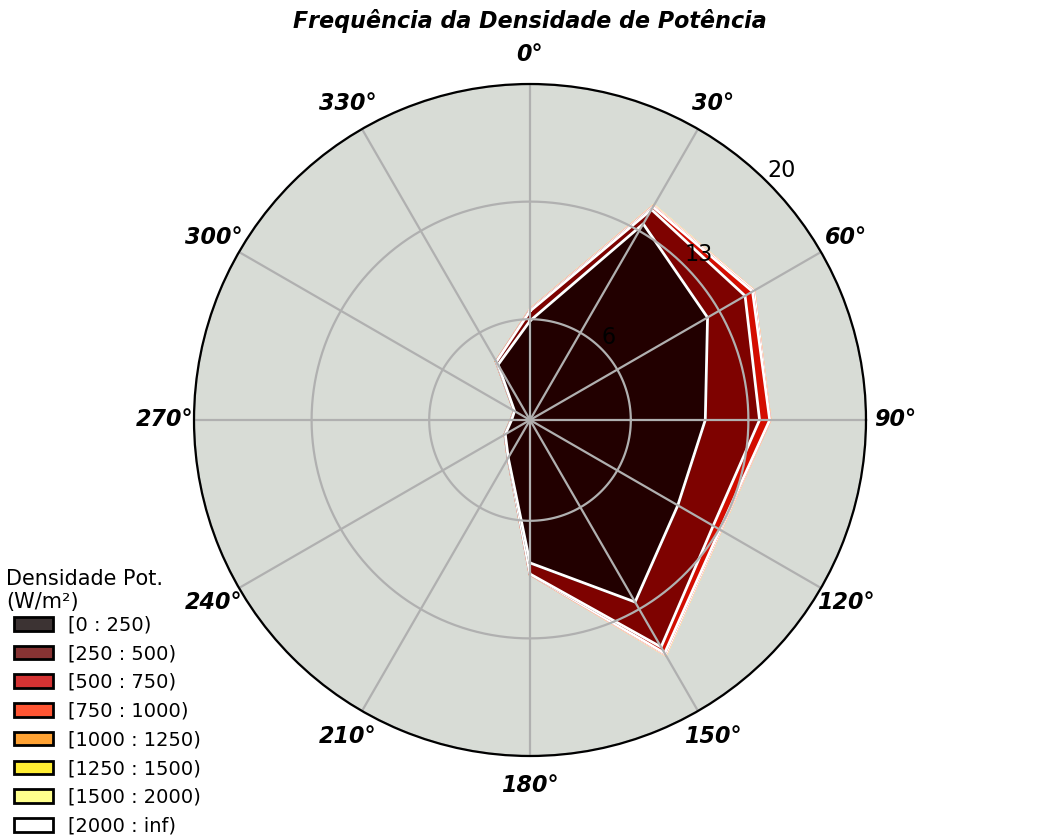 Frequência da Densidade de Potência
0°
330°
30°
20
300°
60°
13
6
270°
90°
240°
120°
210°
150°
180°
Densidade Pot.
(W/m²)
[0 : 250)
[250 : 500)
[500 : 750)
[750 : 1000)
[1000 : 1250)
[1250 : 1500)
[1500 : 2000)
[2000 : inf)